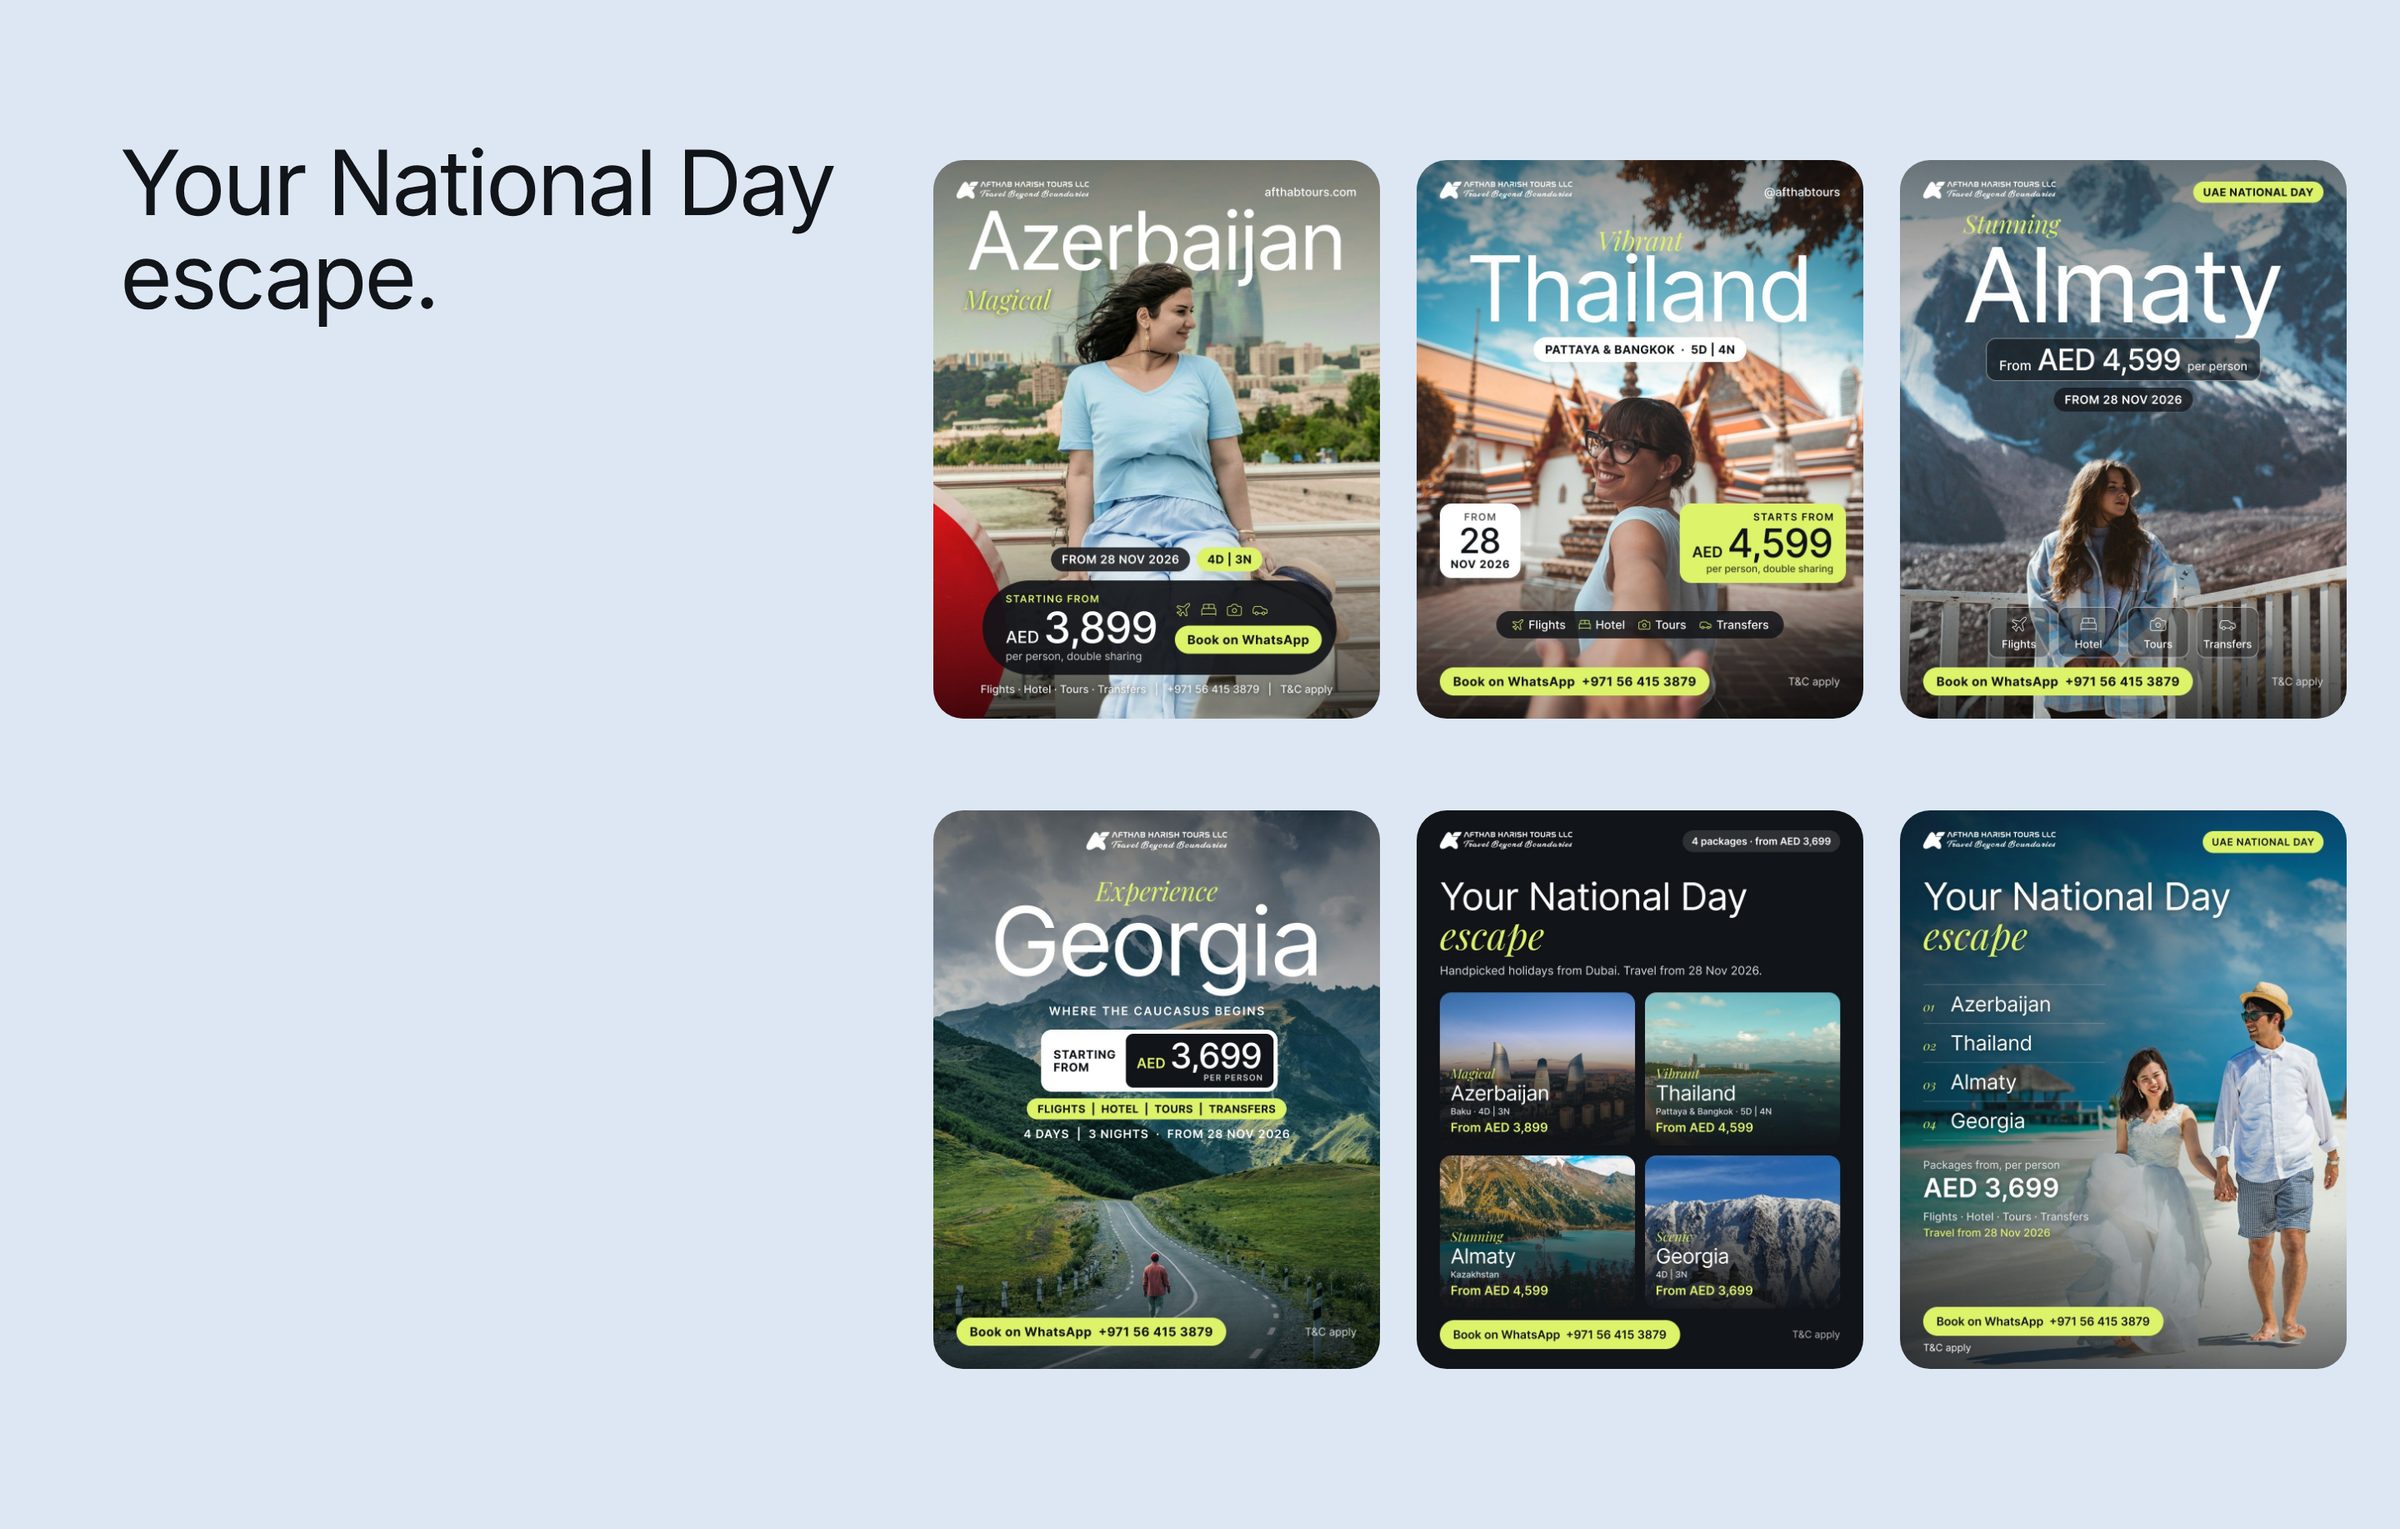 Your National Day
escape.
AFTHAB HARISH TOURS LLC
Travel Beyond Boundaries
afthabtours.com
Azerbaijan
Magical
FROM 28 NOV 2026
4D | 3N
STARTING FROM
AED 3,899
per person, double sharing
Book on WhatsApp
Flights · Hotel · Tours · Transfers | +971 56 415 3879 | T&C apply
AFTHAB HARISH TOURS LLC
Travel Beyond Boundaries
@afthabtours
Vibrant
Thailand
PATTAYA & BANGKOK · 5D | 4N
FROM
28
NOV 2026
STARTS FROM
AED 4,599
per person, double sharing
Flights Hotel Tours Transfers
Book on WhatsApp +971 56 415 3879
T&C apply
AFTHAB HARISH TOURS LLC
Travel Beyond Boundaries
UAE NATIONAL DAY
Stunning
Almaty
From AED 4,599 per person
FROM 28 NOV 2026
Flights Hotel Tours Transfers
Book on WhatsApp +971 56 415 3879
T&C apply
AFTHAB HARISH TOURS LLC
Travel Beyond Boundaries
Experience
Georgia
WHERE THE CAUCASUS BEGINS
STARTING
FROM
AED 3,699
PER PERSON
FLIGHTS | HOTEL | TOURS | TRANSFERS
4 DAYS | 3 NIGHTS · FROM 28 NOV 2026
Book on WhatsApp +971 56 415 3879
T&C apply
AFTHAB HARISH TOURS LLC
Travel Beyond Boundaries
4 packages · from AED 3,699
Your National Day
escape
Handpicked holidays from Dubai. Travel from 28 Nov 2026.
Magical
Azerbaijan
Baku · 4D | 3N
From AED 3,899
Vibrant
Thailand
Pattaya & Bangkok · 5D | 4N
From AED 4,599
Stunning
Almaty
Kazakhstan
From AED 4,599
Scenic
Georgia
4D | 3N
From AED 3,699
Book on WhatsApp +971 56 415 3879
T&C apply
AFTHAB HARISH TOURS LLC
Travel Beyond Boundaries
UAE NATIONAL DAY
Your National Day
escape
01 Azerbaijan
02 Thailand
03 Almaty
04 Georgia
Packages from, per person
AED 3,699
Flights · Hotel · Tours · Transfers
Travel from 28 Nov 2026
Book on WhatsApp +971 56 415 3879
T&C apply